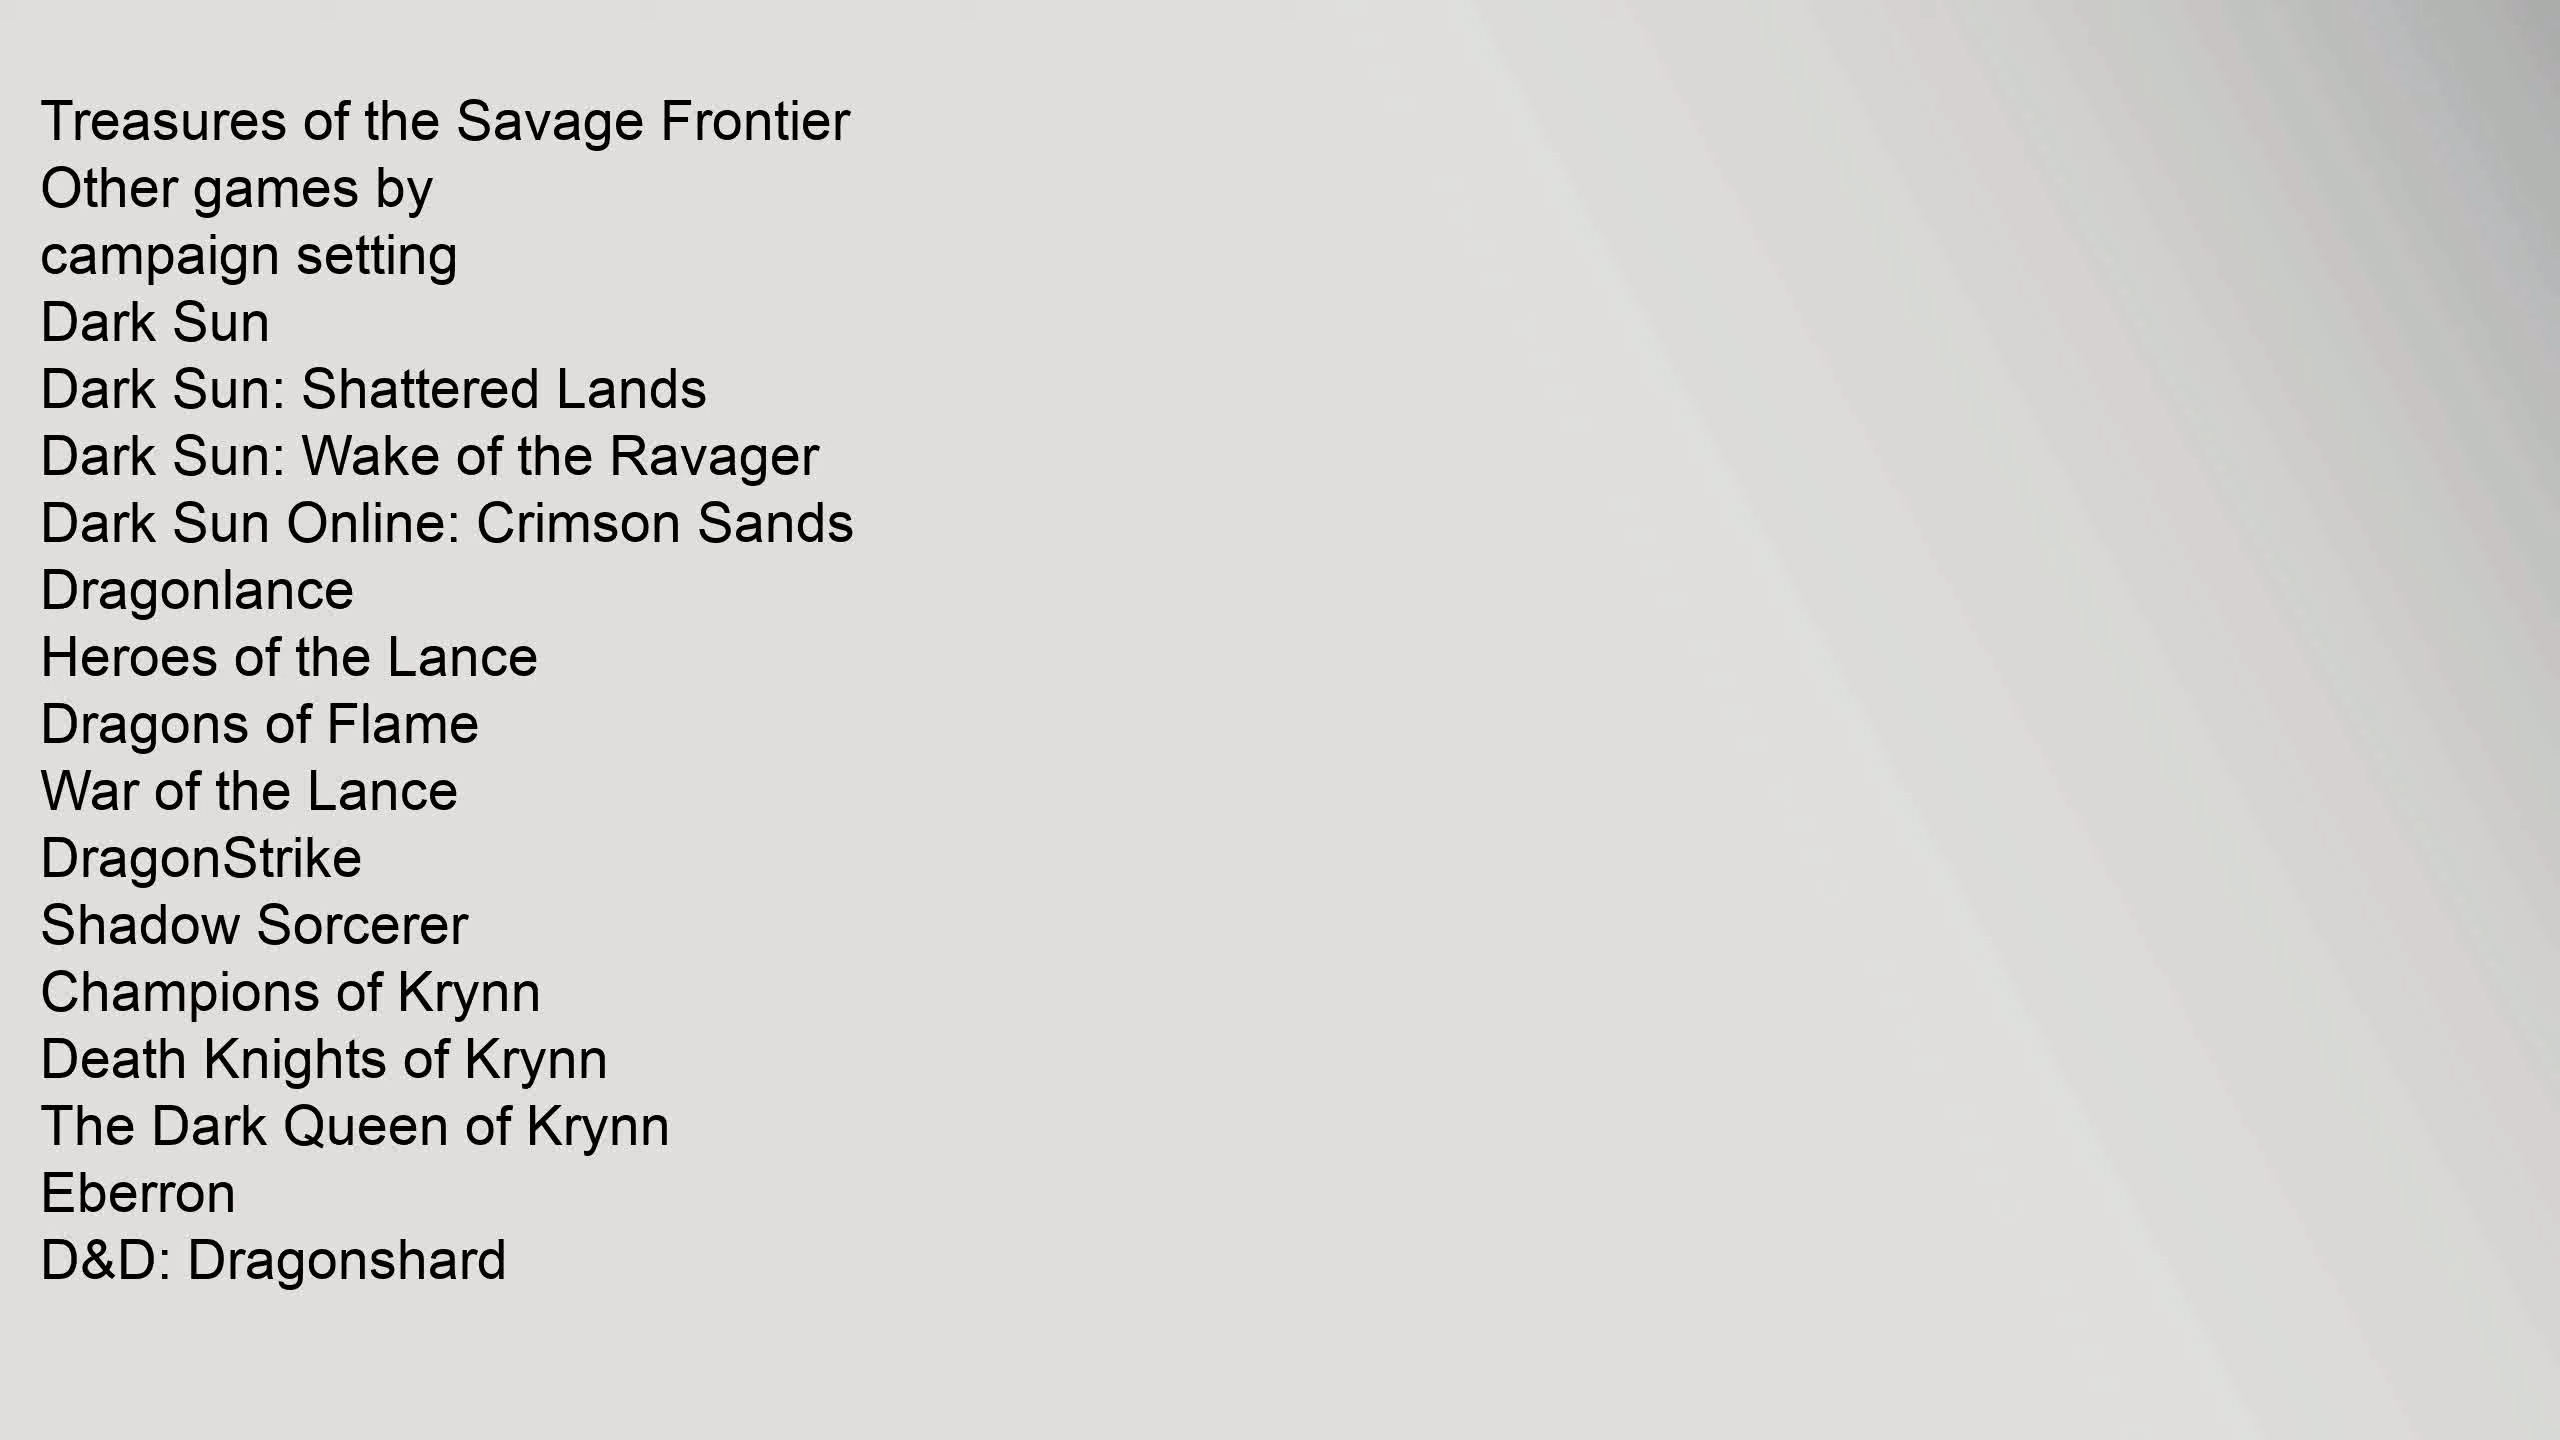 Treasures of the Savage Frontier
Other games by
campaign setting
Dark Sun
Dark Sun: Shattered Lands
Dark Sun: Wake of the Ravager
Dark Sun Online: Crimson Sands
Dragonlance
Heroes of the Lance
Dragons of Flame
War of the Lance
DragonStrike
Shadow Sorcerer
Champions of Krynn
Death Knights of Krynn
The Dark Queen of Krynn
Eberron
D&D: Dragonshard